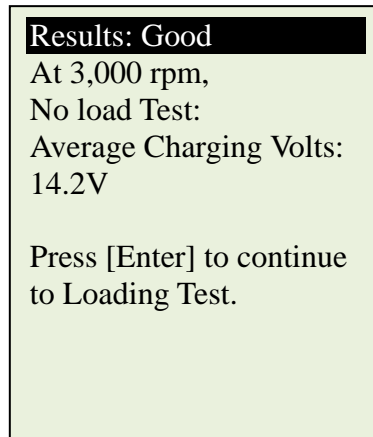 Results: Good
At 3,000 rpm,
No load Test:
Average Charging Volts:
14.2V
Press [Enter] to continue
to Loading Test.